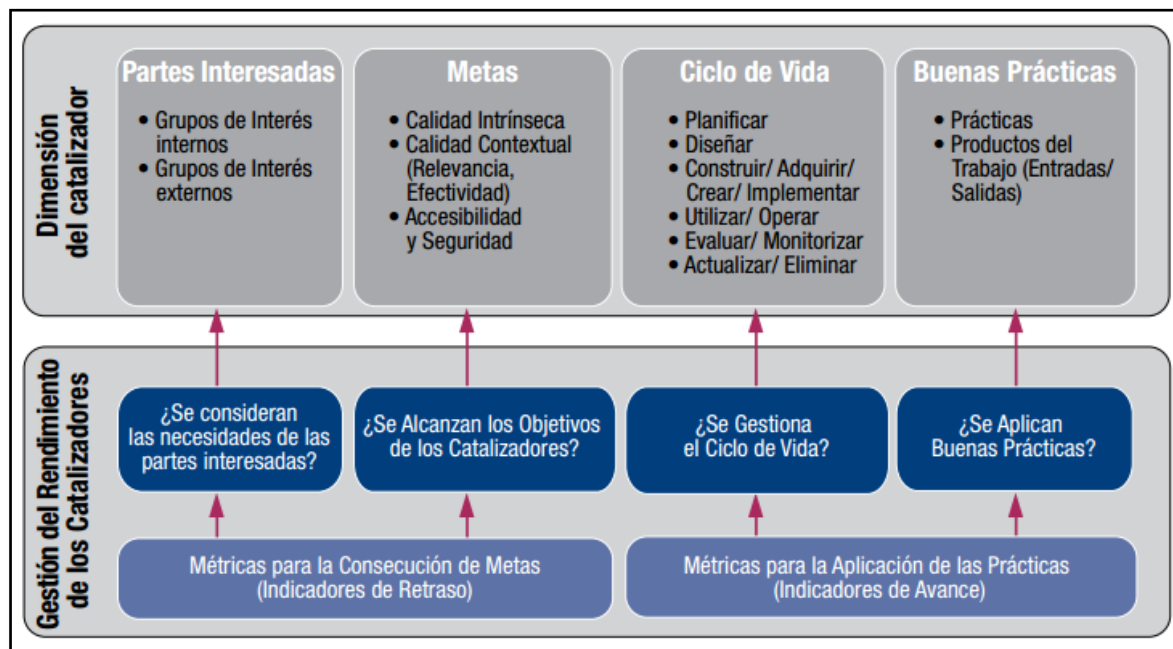 Dimensión
del catalizador
Partes Interesadas
• Grupos de Interés
internos
• Grupos de Interés
externos
Metas
• Calidad Intrínseca
• Calidad Contextual
(Relevancia,
Efectividad)
• Accesibilidad
y Seguridad
Ciclo de Vida
• Planificar
• Diseñar
• Construir/ Adquirir/
Crear/ Implementar
• Utilizar/ Operar
• Evaluar/ Monitorizar
• Actualizar/ Eliminar
Buenas Prácticas
• Prácticas
• Productos del
Trabajo (Entradas/
Salidas)
Gestión del Rendimiento
de los Catalizadores
¿Se consideran
las necesidades de las
partes interesadas?
¿Se Alcanzan los Objetivos
de los Catalizadores?
¿Se Gestiona
el Ciclo de Vida?
¿Se Aplican
Buenas Prácticas?
Métricas para la Consecución de Metas
(Indicadores de Retraso)
Métricas para la Aplicación de las Prácticas
(Indicadores de Avance)